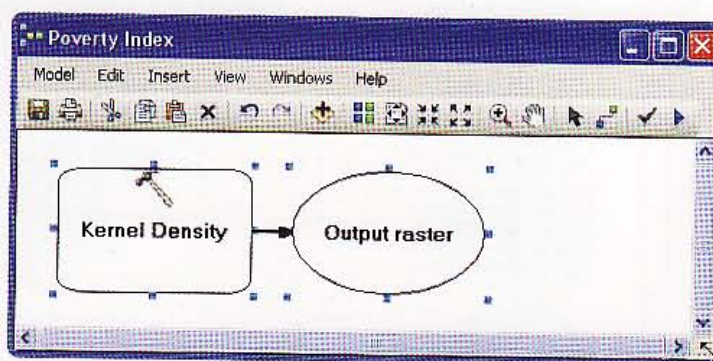 Poverty Index
Model Edit Insert View Windows Help
Kernel Density
Output raster